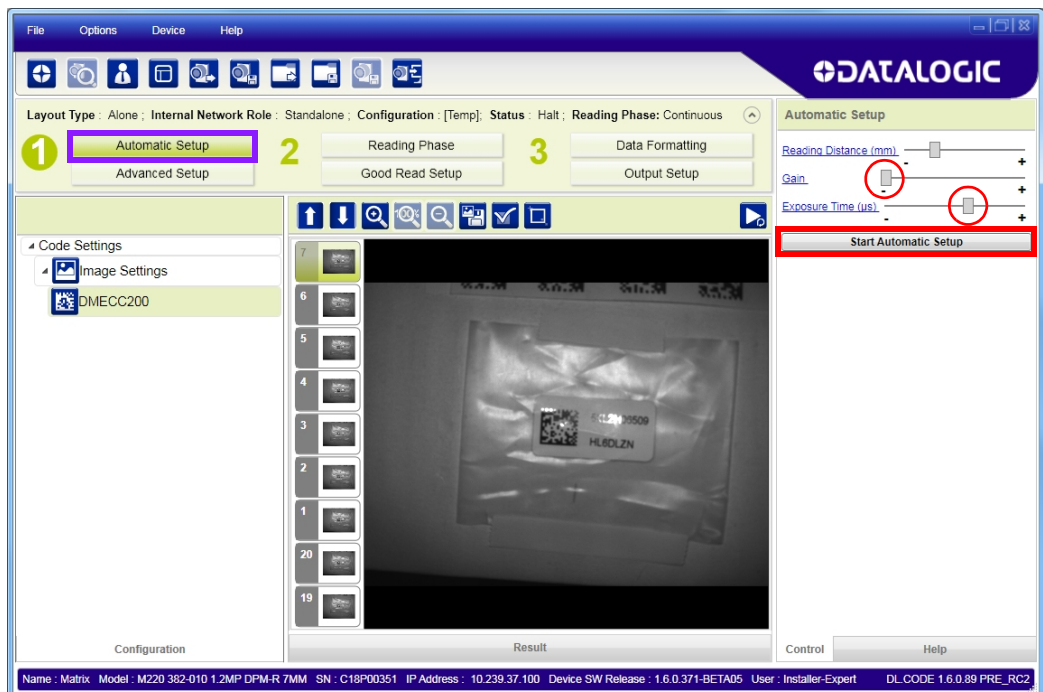 File Options Device Help
DATALOGIC
Layout Type : Alone ; Internal Network Role : Standalone ; Configuration : [Temp]; Status : Halt ; Reading Phase: Continuous
1 Automatic Setup 2 Reading Phase 3 Data Formatting
Advanced Setup Good Read Setup Output Setup
Automatic Setup
Reading Distance (mm) - +
Gain - +
Exposure Time (µs) - +
Start Automatic Setup
Code Settings
Image Settings
DMECC200
100%
7
6
5
4
3
2
1
20
19
HL6DLZN
Configuration
Result
Control Help
Name : Matrix Model : M220 382-010 1.2MP DPM-R 7MM SN : C18P00351 IP Address : 10.239.37.100 Device SW Release : 1.6.0.371-BETA05 User : Installer-Expert DL.CODE 1.6.0.89 PRE_RC2